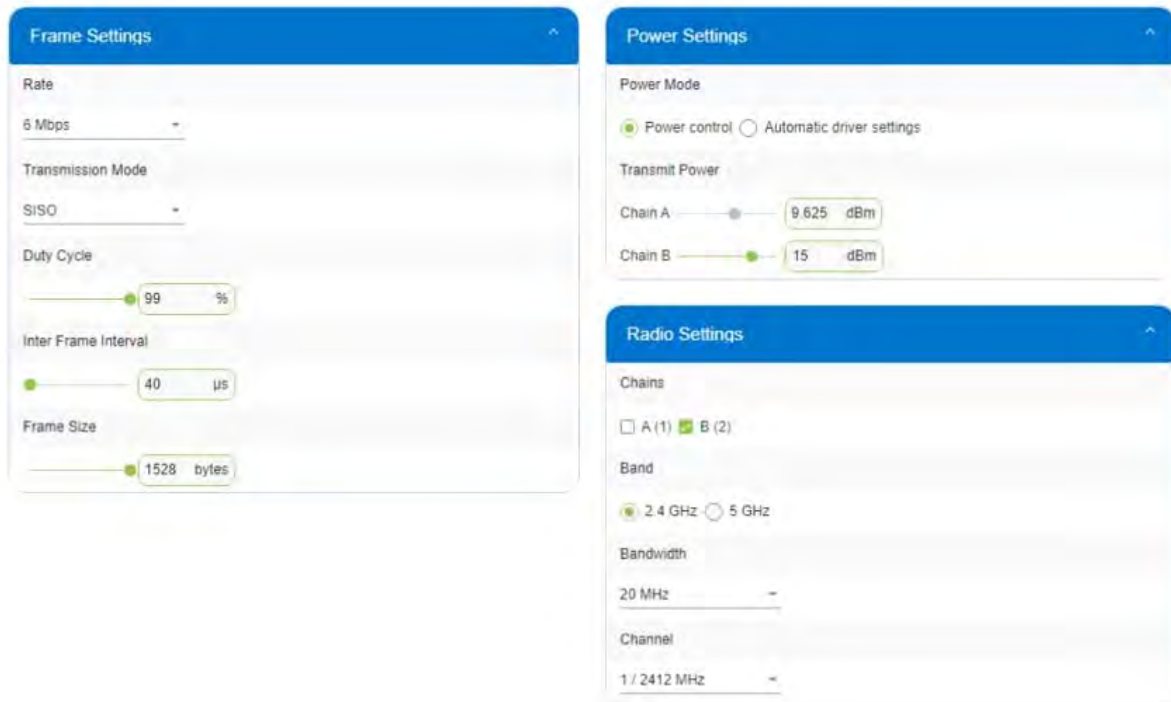 Frame Settings
Rate
6 Mbps
Transmission Mode
SISO
Duty Cycle
99 %
Inter Frame Interval
40 µs
Frame Size
1528 bytes
Power Settings
Power Mode
Power control Automatic driver settings
Transmit Power
Chain A 9.625 dBm
Chain B 15 dBm
Radio Settings
Chains
A (1) B (2)
Band
2.4 GHz 5 GHz
Bandwidth
20 MHz
Channel
1 / 2412 MHz